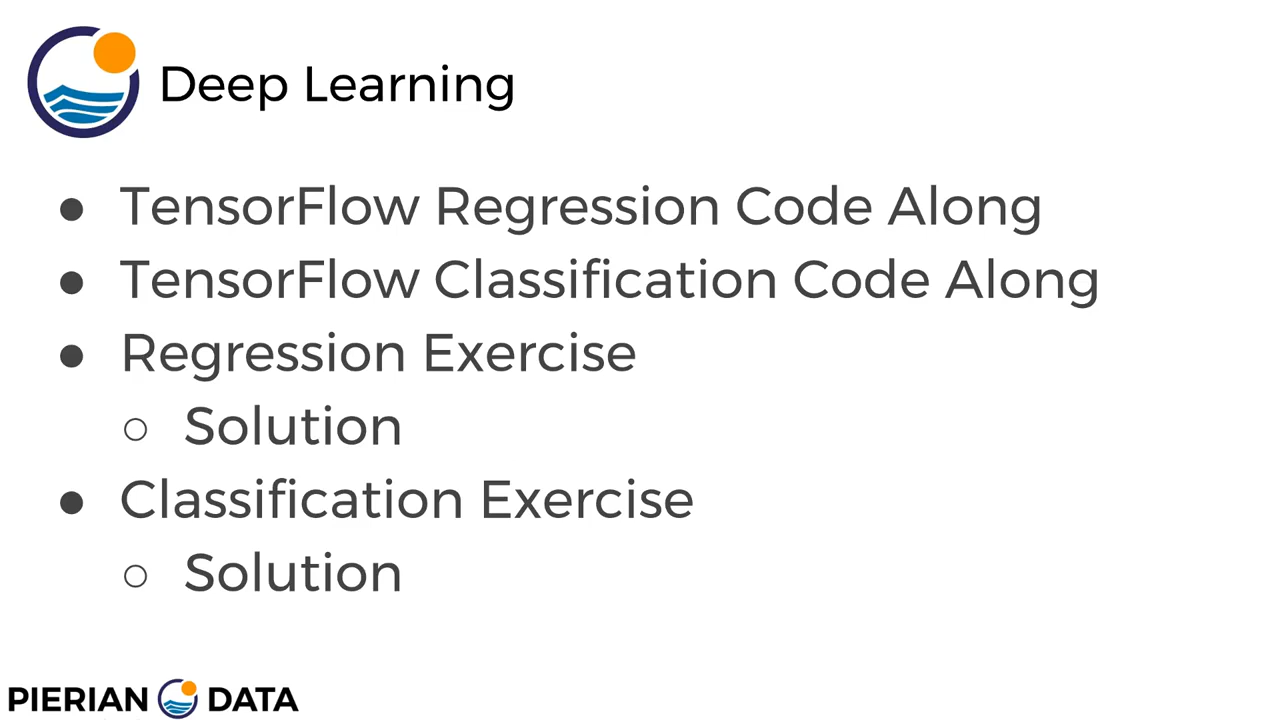 Deep Learning
● TensorFlow Regression Code Along
● TensorFlow Classification Code Along
● Regression Exercise
○ Solution
● Classification Exercise
○ Solution
PIERIAN DATA